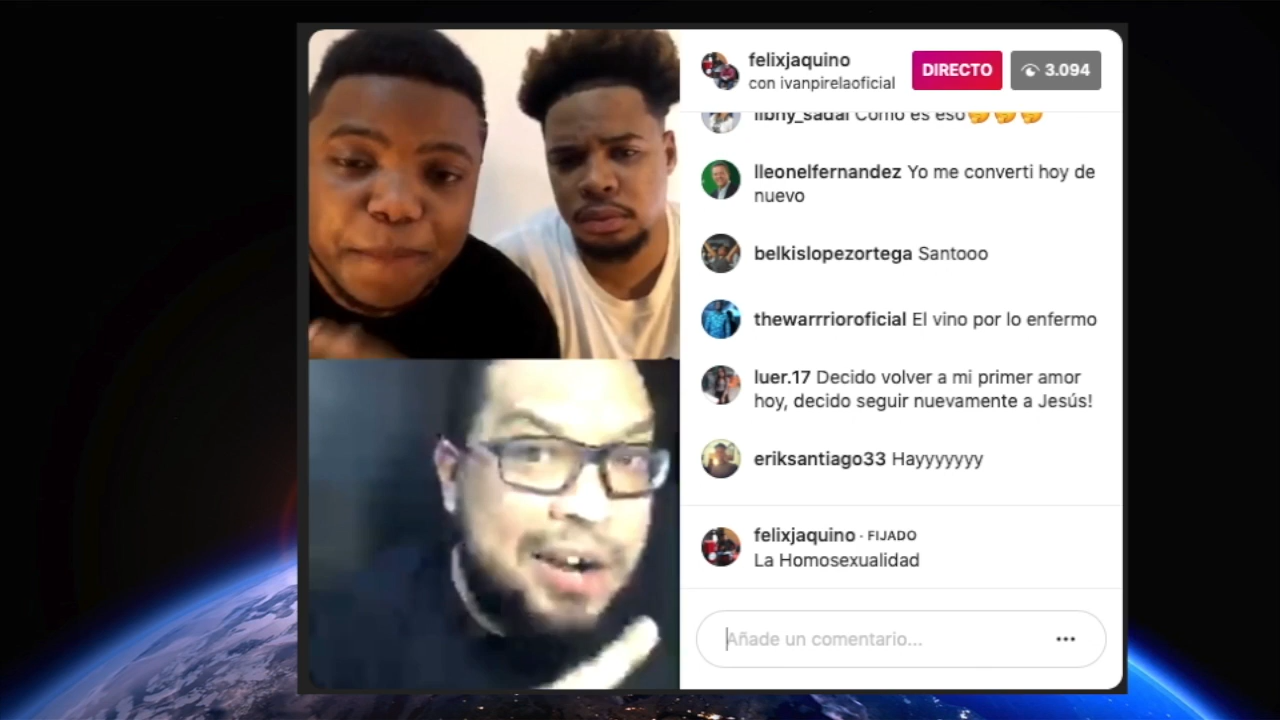 felixjaquino
con ivanpirelaoficial
DIRECTO
3.094
libny_sadai Como es eso🤔🤔🤔
lleonelfernandez Yo me converti hoy de
nuevo
belkislopezortega Santooo
thewarrrioroficial El vino por lo enfermo
luer.17 Decido volver a mi primer amor
hoy, decido seguir nuevamente a Jesús!
eriksantiago33 Hayyyyyyy
felixjaquino · FIJADO
La Homosexualidad
Añade un comentario...